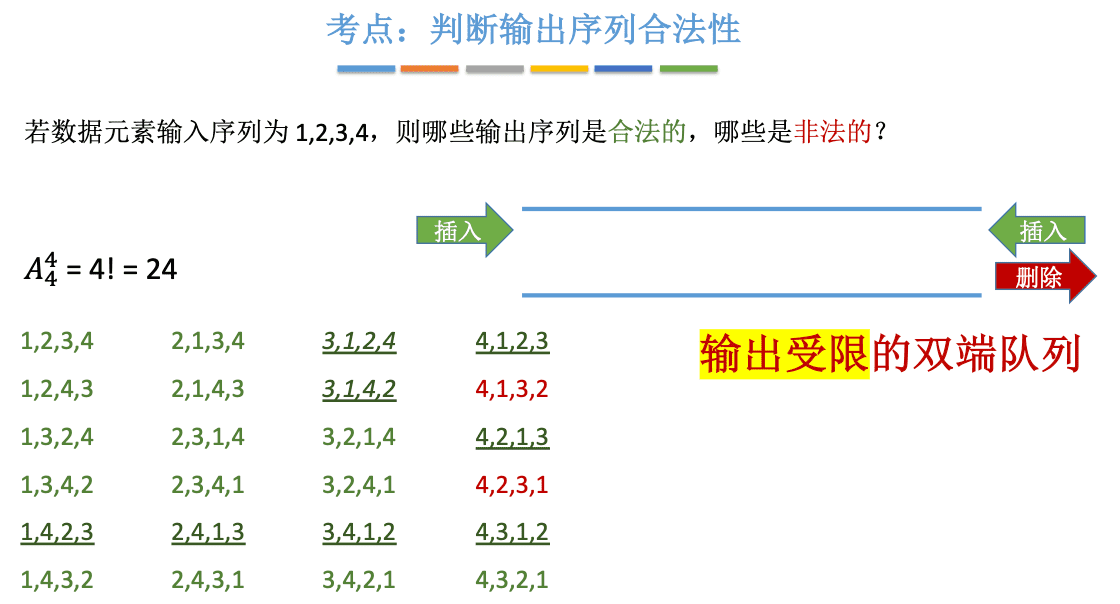 考点：判断输出序列合法性
若数据元素输入序列为 1,2,3,4，则哪些输出序列是合法的，哪些是非法的？
插入 插入
删除
A₄⁴ = 4! = 24
输出受限的双端队列
1,2,3,4 2,1,3,4 3,1,2,4 4,1,2,3
1,2,4,3 2,1,4,3 3,1,4,2 4,1,3,2
1,3,2,4 2,3,1,4 3,2,1,4 4,2,1,3
1,3,4,2 2,3,4,1 3,2,4,1 4,2,3,1
1,4,2,3 2,4,1,3 3,4,1,2 4,3,1,2
1,4,3,2 2,4,3,1 3,4,2,1 4,3,2,1